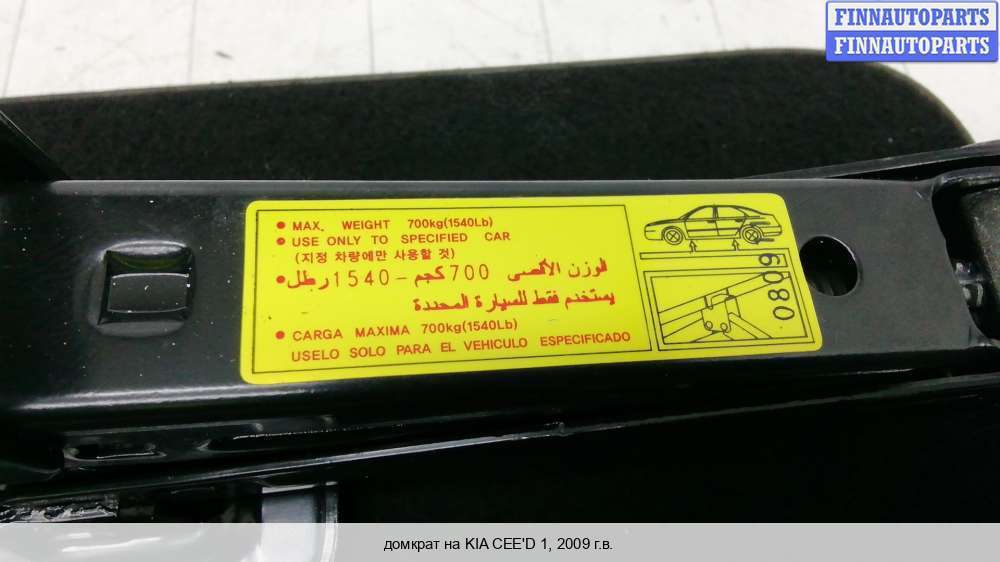 FINNAUTOPARTS
FINNAUTOPARTS
● MAX. WEIGHT 700kg(1540Lb)
● USE ONLY TO SPECIFIED CAR
(지정 차량에만 사용할 것)
● الوزن الأقصى 700 كجم - 1540 رطل
يستخدم فقط للسيارة المحددة
● CARGA MAXIMA 700kg(1540Lb)
USELO SOLO PARA EL VEHICULO ESPECIFICADO
0809
домкрат на KIA CEE'D 1, 2009 г.в.